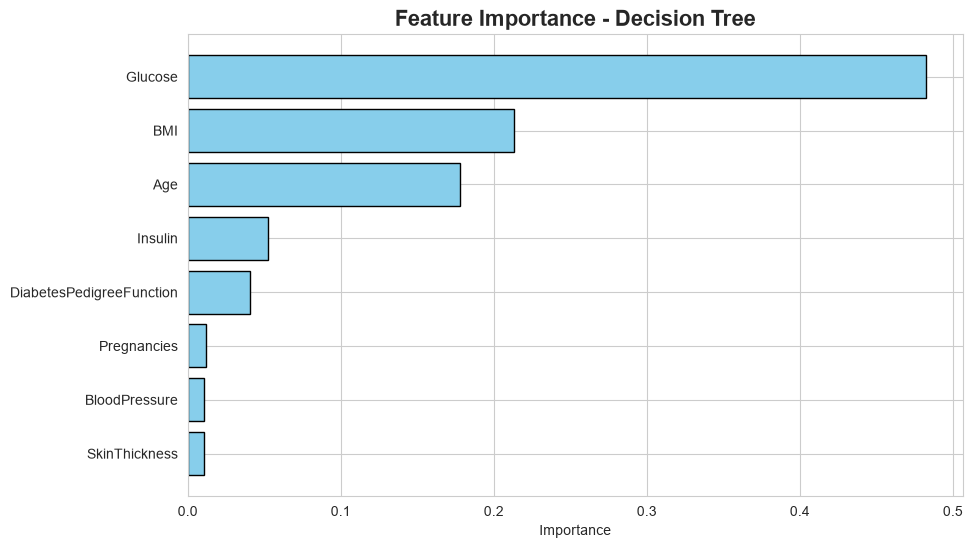 Feature Importance - Decision Tree
Glucose
BMI
Age
Insulin
DiabetesPedigreeFunction
Pregnancies
BloodPressure
SkinThickness
0.0 0.1 0.2 0.3 0.4 0.5
Importance